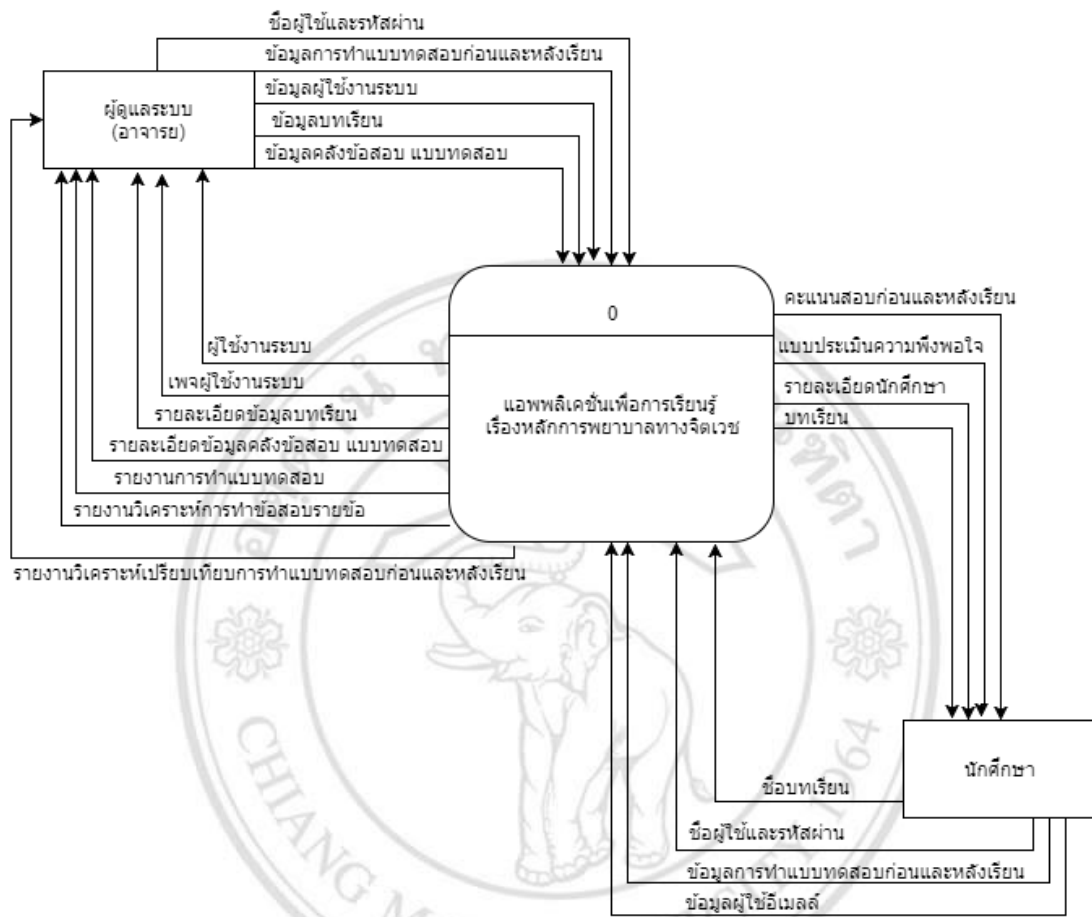 ชื่อผู้ใช้และรหัสผ่าน
ข้อมูลการทำแบบทดสอบก่อนและหลังเรียน
ข้อมูลผู้ใช้งานระบบ
ผู้ดูแลระบบ
(อาจารย์)
ข้อมูลบทเรียน
ข้อมูลคลังข้อสอบ แบบทดสอบ
คะแนนสอบก่อนและหลังเรียน
0
ผู้ใช้งานระบบ
แบบประเมินความพึงพอใจ
เพจผู้ใช้งานระบบ
รายละเอียดนักศึกษา
แอพพลิเคชั่นเพื่อการเรียนรู้
เรื่องหลักการพยาบาลทางจิตเวช
รายละเอียดข้อมูลบทเรียน
บทเรียน
รายละเอียดข้อมูลคลังข้อสอบ แบบทดสอบ
รายงานการทำแบบทดสอบ
รายงานวิเคราะห์การทำข้อสอบรายข้อ
รายงานวิเคราะห์เปรียบเทียบการทำแบบทดสอบก่อนและหลังเรียน
นักศึกษา
ชื่อบทเรียน
ชื่อผู้ใช้และรหัสผ่าน
ข้อมูลการทำแบบทดสอบก่อนและหลังเรียน
ข้อมูลผู้ใช้อีเมลล์
CHIANG M
1964